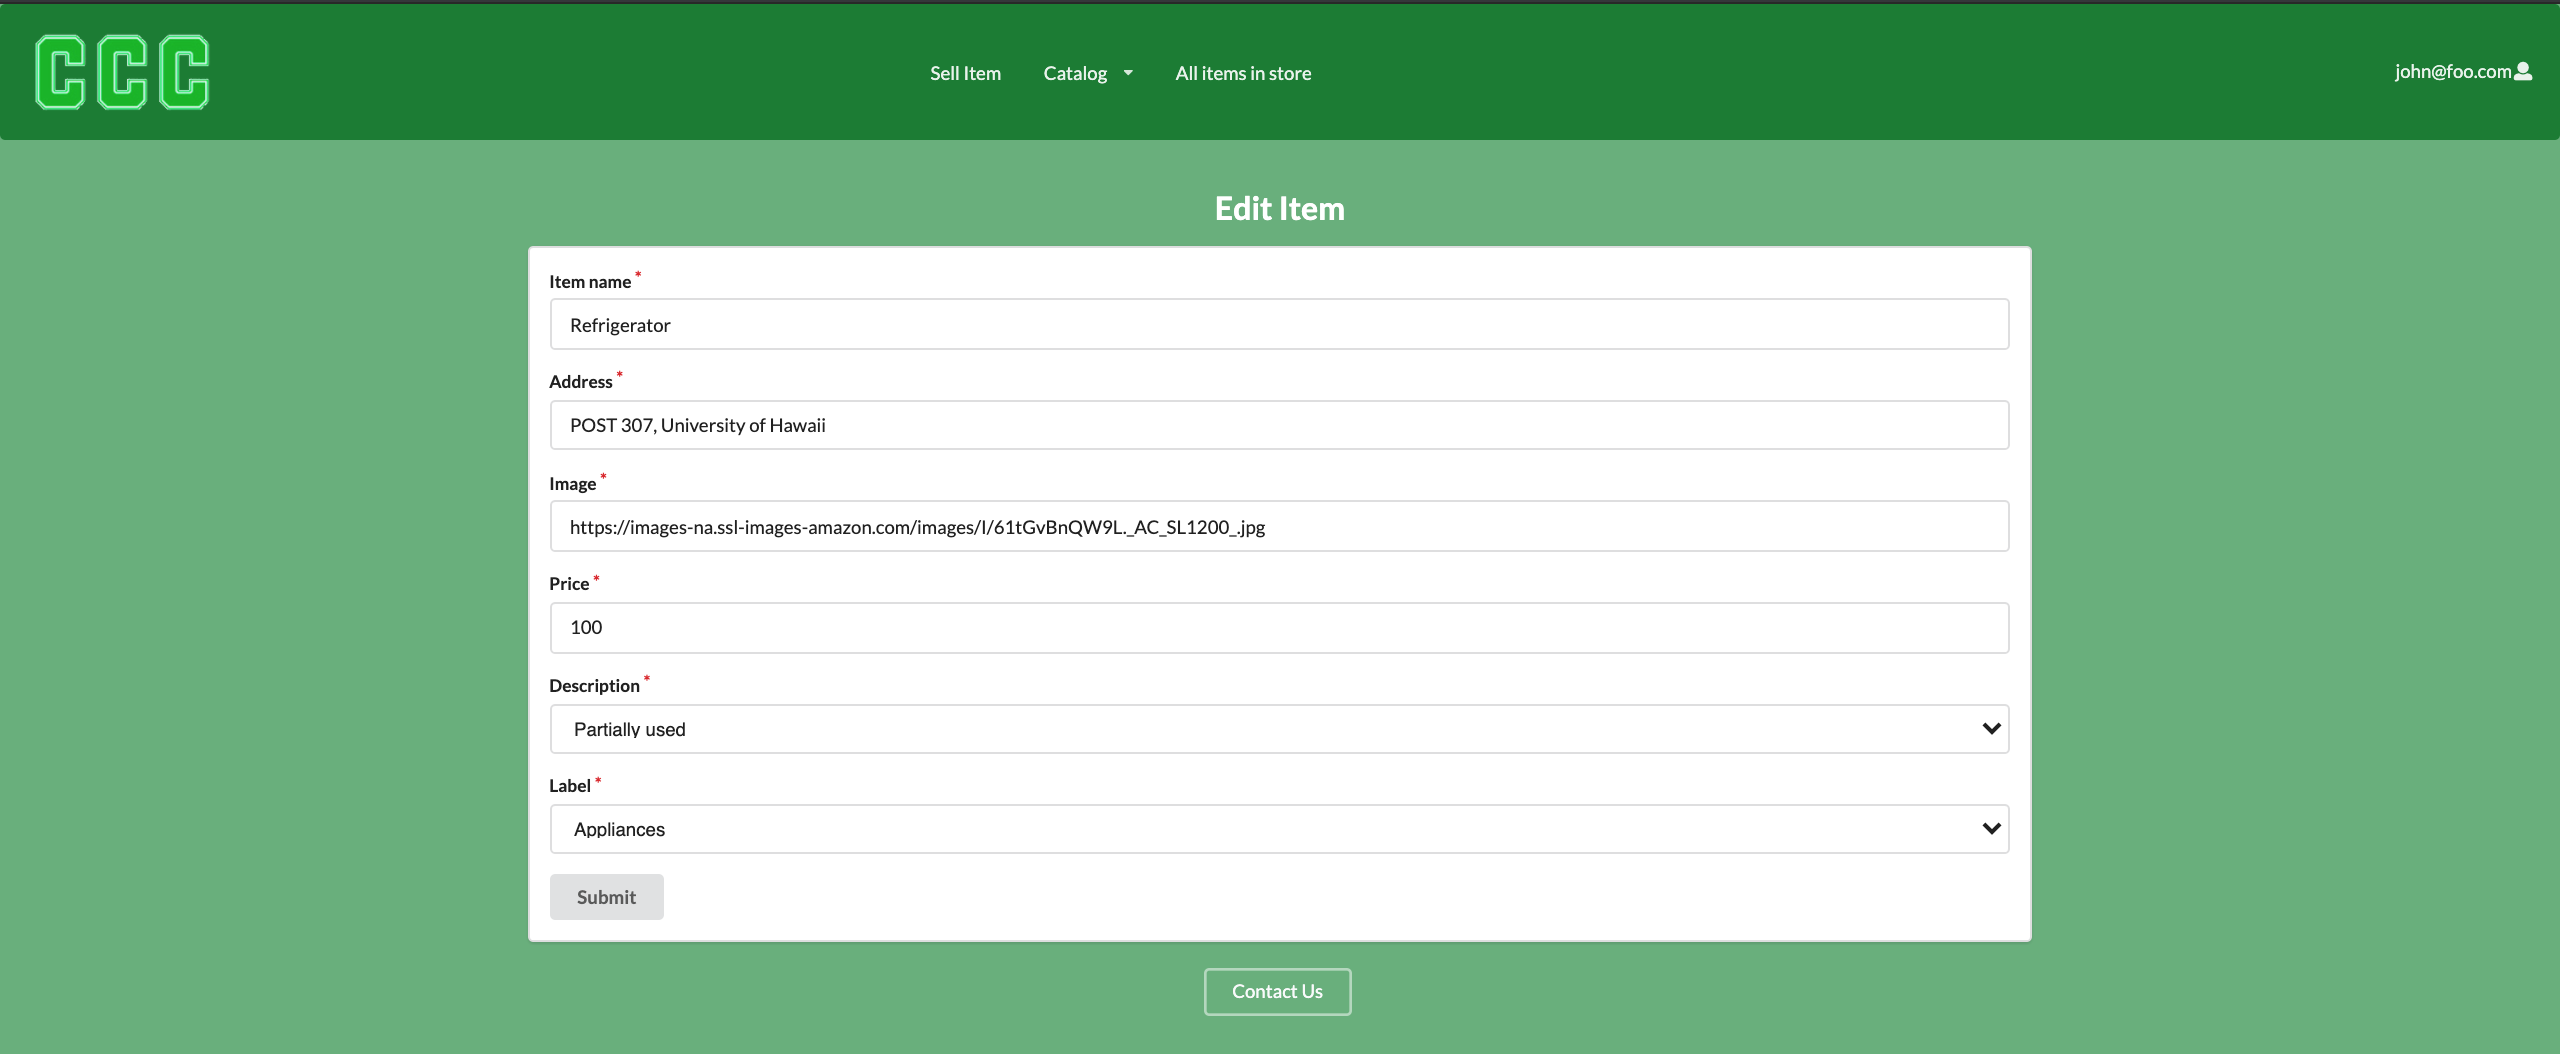 CCC
Sell Item Catalog All items in store
john@foo.com
Edit Item
Item name *
Refrigerator
Address *
POST 307, University of Hawaii
Image *
https://images-na.ssl-images-amazon.com/images/I/61tGvBnQW9L._AC_SL1200_.jpg
Price *
100
Description *
Partially used
Label *
Appliances
Submit
Contact Us